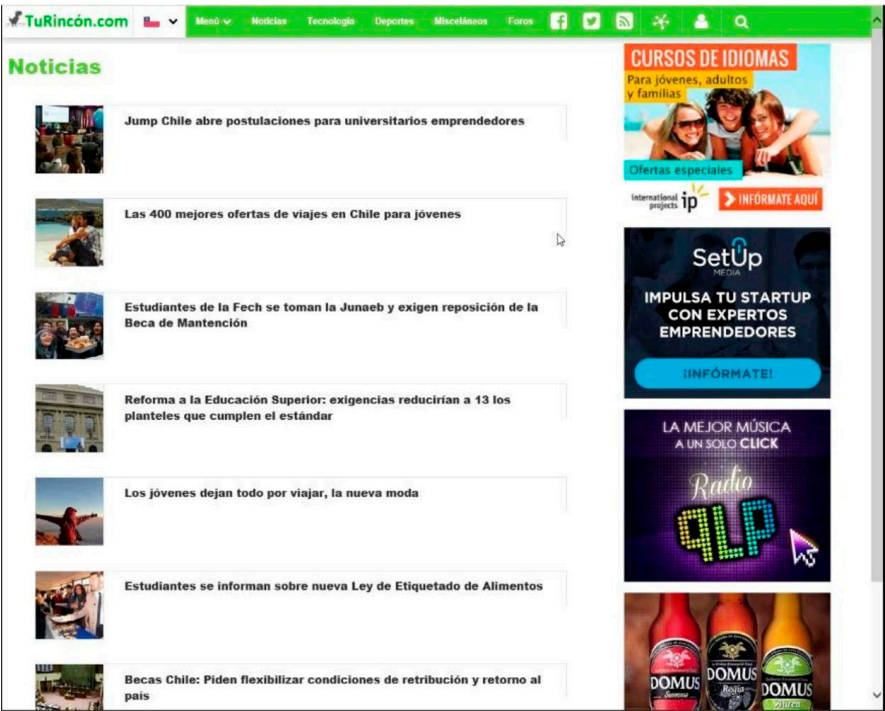 TuRincón.com
Menú Noticias Tecnología Deportes Misceláneos Foros
Noticias
Jump Chile abre postulaciones para universitarios emprendedores
Las 400 mejores ofertas de viajes en Chile para jóvenes
Estudiantes de la Fech se toman la Junaeb y exigen reposición de la
Beca de Mantención
Reforma a la Educación Superior: exigencias reducirían a 13 los
planteles que cumplen el estándar
Los jóvenes dejan todo por viajar, la nueva moda
Estudiantes se informan sobre nueva Ley de Etiquetado de Alimentos
Becas Chile: Piden flexibilizar condiciones de retribución y retorno al
país
CURSOS DE IDIOMAS
Para jóvenes, adultos
y familias
Ofertas especiales
international
projects ip
INFÓRMATE AQUÍ
SetUp
MEDIA
IMPULSA TU STARTUP
CON EXPERTOS
EMPRENDEDORES
¡INFÓRMATE!
LA MEJOR MÚSICA
A UN SOLO CLICK
Radio
qLP
DOMUS DOMUS DOMUS
Regia